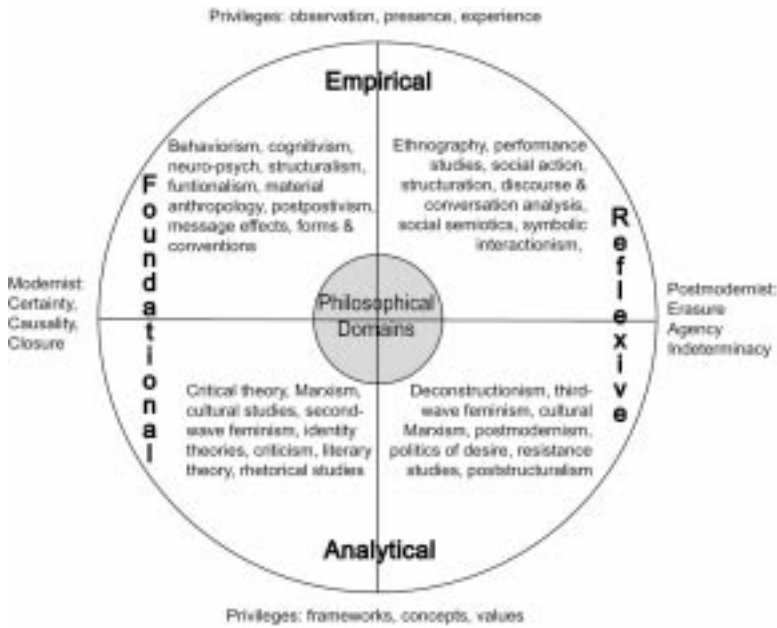 Privileges: observation, presence, experience
Empirical
Behaviorism, cognitivism,
neuro-psych, structuralism,
funtionalism, material
anthropology, postpostivism,
message effects, forms &
conventions
Ethnography, performance
studies, social action,
structuration, discourse &
conversation analysis,
social semiotics, symbolic
interactionism,
Foundational
Reflexive
Modernist:
Certainty,
Causality,
Closure
Philosophical
Domains
Postmodernist:
Erasure
Agency
Indeterminacy
Critical theory, Marxism,
cultural studies, second-
wave feminism, identity
theories, criticism, literary
theory, rhetorical studies
Deconstructionism, third-
wave feminism, cultural
Marxism, postmodernism,
politics of desire, resistance
studies, poststructuralism
Analytical
Privileges: frameworks, concepts, values